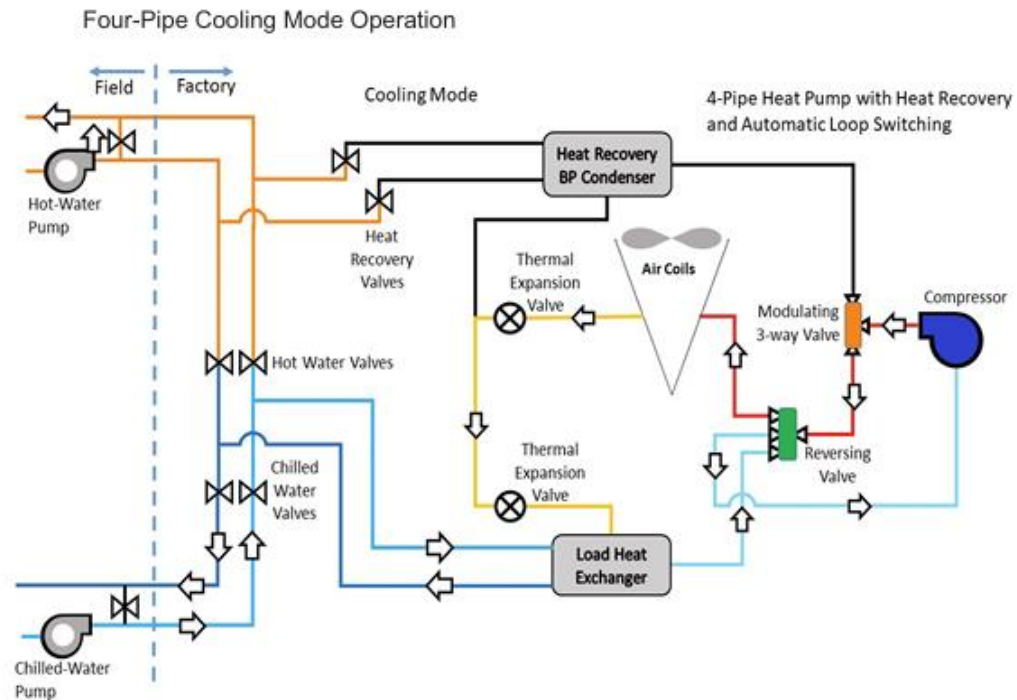 Four-Pipe Cooling Mode Operation
Field
Factory
Cooling Mode
4-Pipe Heat Pump with Heat Recovery
and Automatic Loop Switching
Heat Recovery
BP Condenser
Hot-Water
Pump
Heat
Recovery
Valves
Thermal
Expansion
Valve
Air Coils
Modulating
3-way Valve
Compressor
Hot Water Valves
Chilled
Water
Valves
Thermal
Expansion
Valve
Reversing
Valve
Load Heat
Exchanger
Chilled-Water
Pump